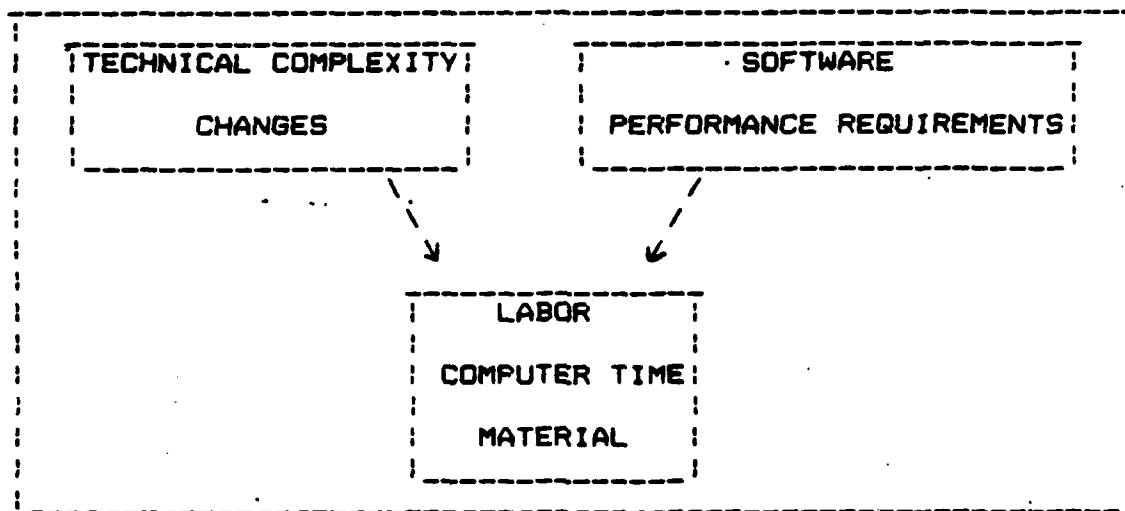 TECHNICAL COMPLEXITY
CHANGES
SOFTWARE
PERFORMANCE REQUIREMENTS
LABOR
COMPUTER TIME
MATERIAL